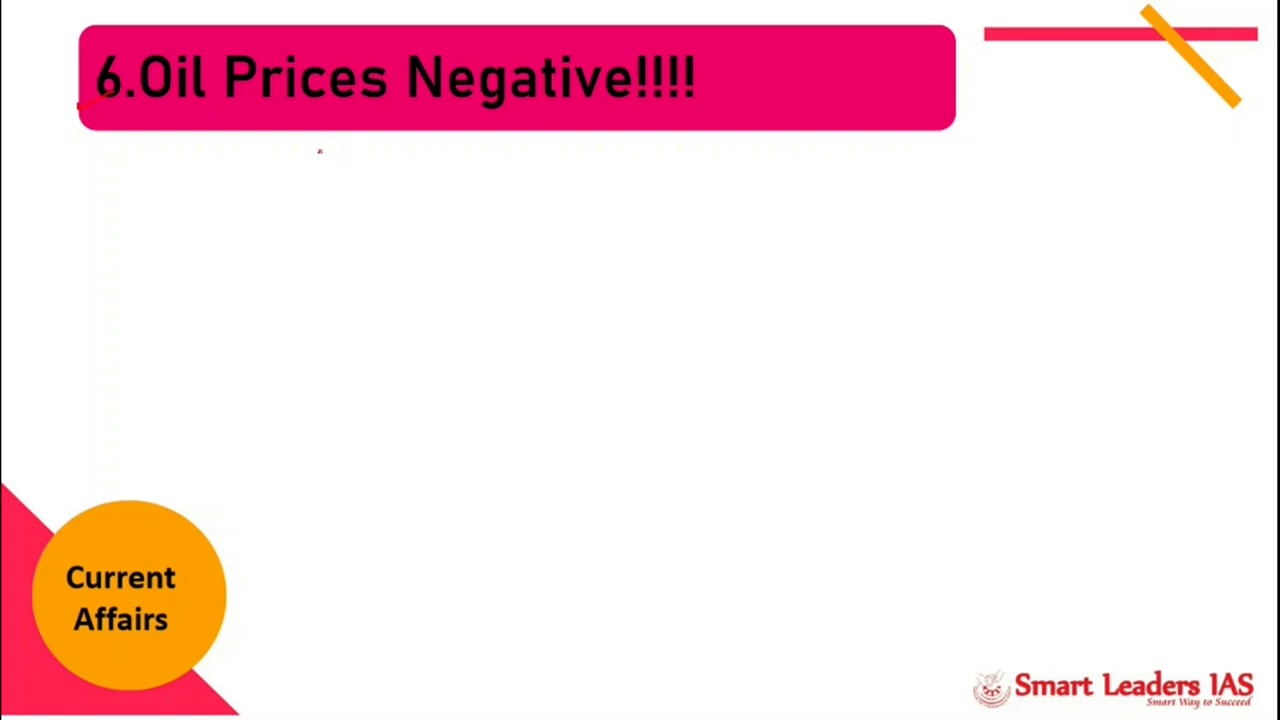 6.Oil Prices Negative!!!!
Current
Affairs
Smart Leaders IAS
Smart Way to Succeed